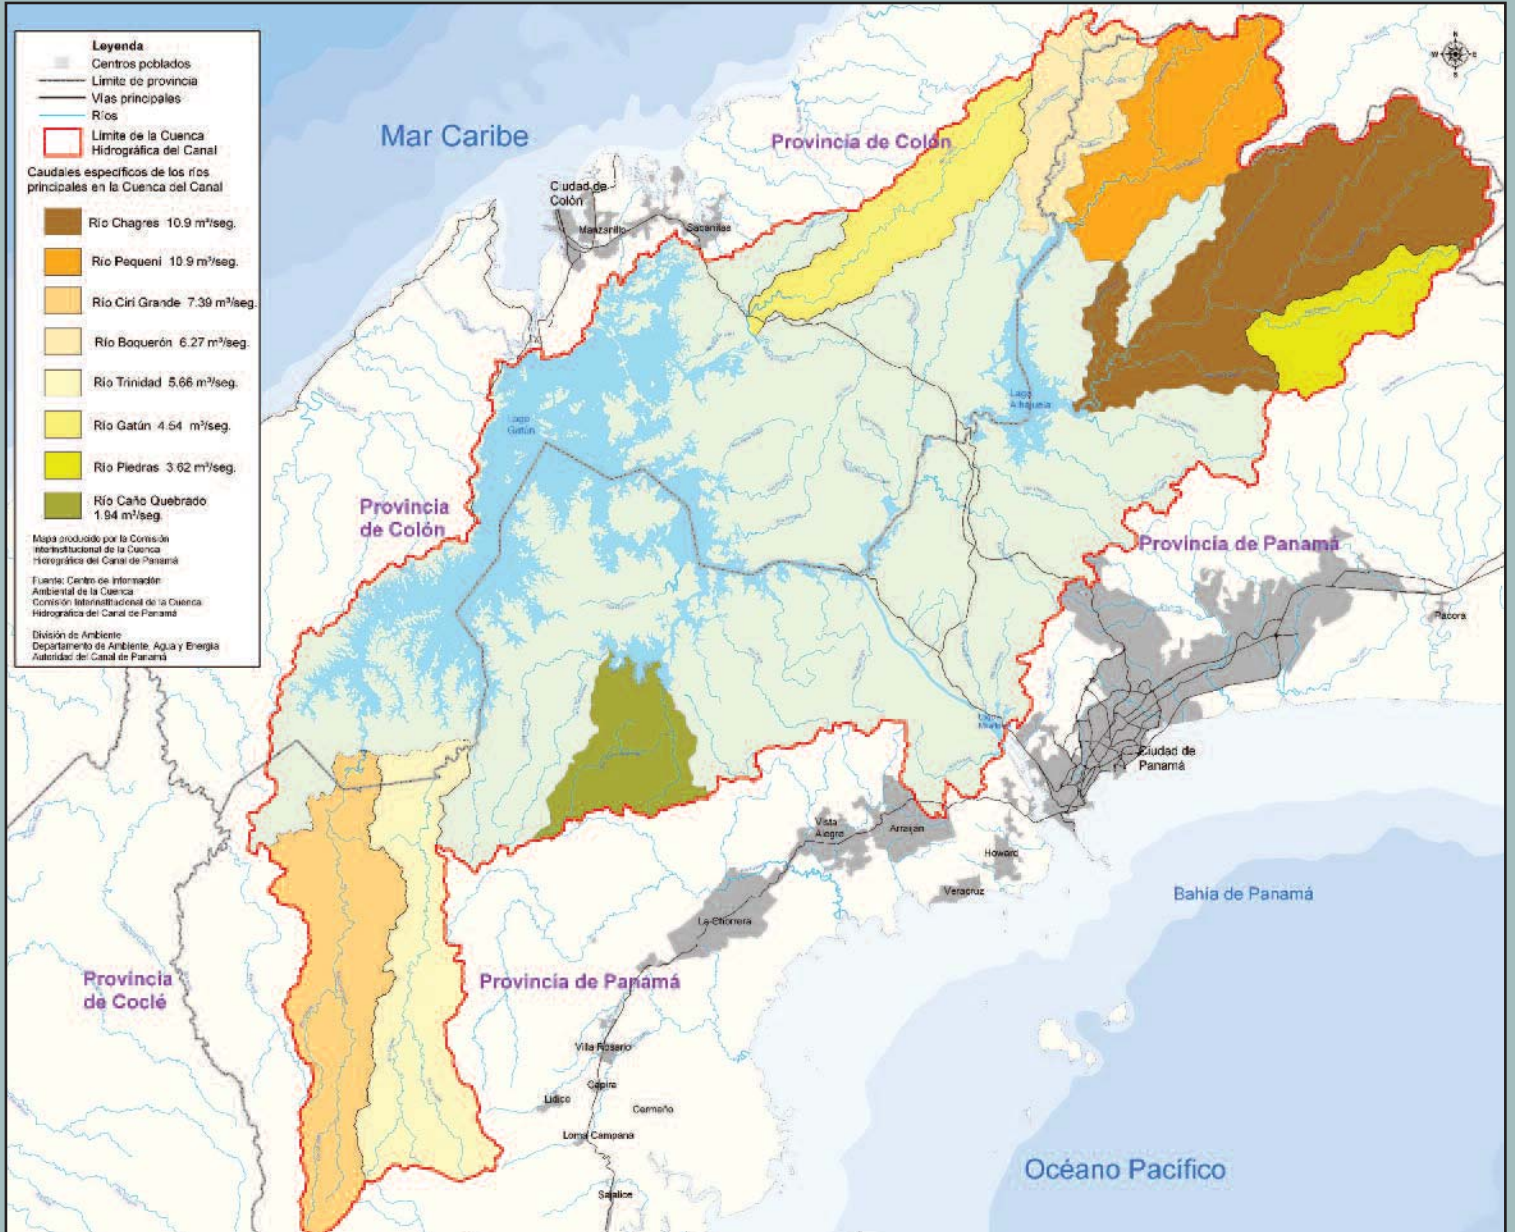 Leyenda
Centros poblados
Limite de provincia
Vías principales
Ríos
Limite de la Cuenca
Hidrográfica del Canal
Caudales específicos de los ríos
principales en la Cuenca del Canal
Río Chagres 10.9 m³/seg.
Río Pequení 10.9 m³/seg.
Río Cirí Grande 7.39 m³/seg.
Río Boquerón 6.27 m³/seg.
Río Trinidad 5.66 m³/seg.
Río Gatún 4.54 m³/seg.
Río Piedras 3.62 m³/seg.
Río Caño Quebrado
1.94 m³/seg.
Mapa producido por la Comisión
Interinstitucional de la Cuenca
Hidrográfica del Canal de Panamá
Fuente: Centro de Información
Ambiental de la Cuenca
Comisión Interinstitucional de la Cuenca
Hidrográfica del Canal de Panamá
División de Ambiente
Departamento de Ambiente, Agua y Energía
Autoridad del Canal de Panamá
N
W
E
S
Mar Caribe
Provincia de Colón
Ciudad de
Colón
Manzanillo
Sabanitas
Lago
Gatún
Lago
Alhajuela
Provincia
de Colón
Provincia de Panamá
Pacora
Lago
Miraflores
Ciudad de
Panamá
Vista
Alegre
Arraiján
Howard
Veracruz
La Chorrera
Bahía de Panamá
Provincia
de Coclé
Provincia de Panamá
Villa Rosario
Capira
Lídice
Cermeño
Loma Campana
Sajalices
Océano Pacífico